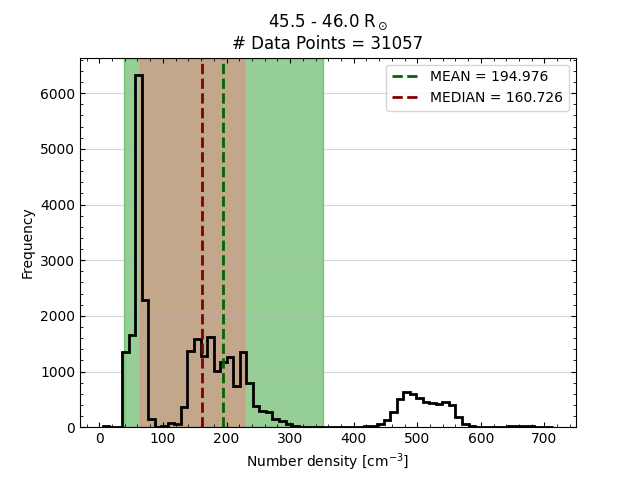 45.5 - 46.0 R⊙
# Data Points = 31057
MEAN = 194.976
MEDIAN = 160.726
6000
5000
4000
3000
2000
1000
0
Frequency
0 100 200 300 400 500 600 700
Number density [cm⁻³]